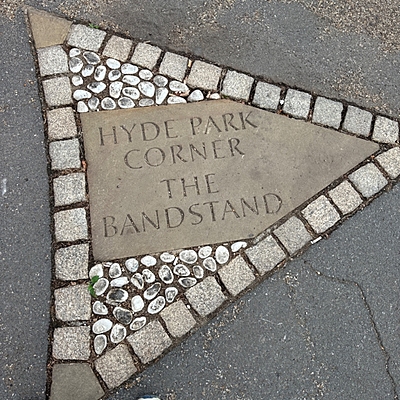 HYDE PARK
CORNER
THE
BANDSTAND